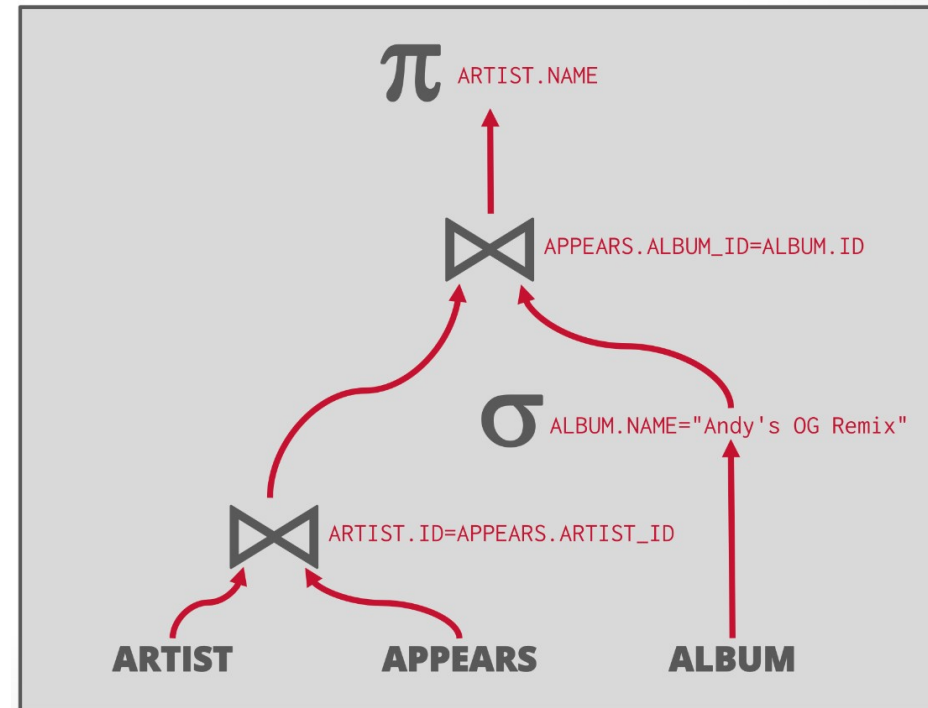 π ARTIST.NAME
⋈ APPEARS.ALBUM_ID=ALBUM.ID
σ ALBUM.NAME="Andy's OG Remix"
⋈ ARTIST.ID=APPEARS.ARTIST_ID
ARTIST APPEARS ALBUM